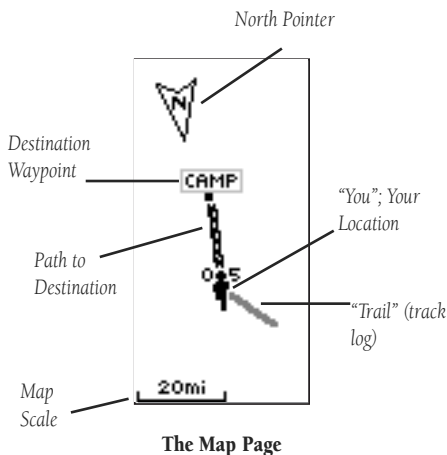 North Pointer
N
Destination
Waypoint
CAMP
“You”; Your
Location
Path to
Destination
0 5
“Trail” (track
log)
Map
Scale
20mi
The Map Page